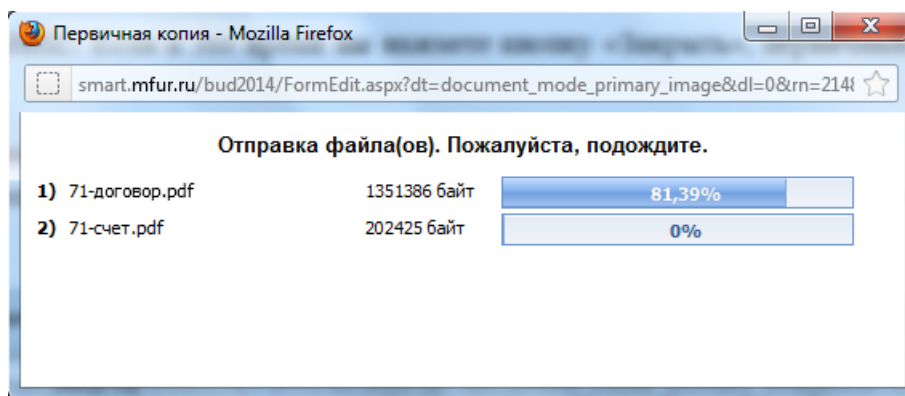 Первичная копия - Mozilla Firefox
smart.mfur.ru/bud2014/FormEdit.aspx?dt=document_mode_primary_image&dl=0&rn=214
Отправка файла(ов). Пожалуйста, подождите.
1) 71-договор.pdf 1351386 байт 81,39%
2) 71-счет.pdf 202425 байт 0%